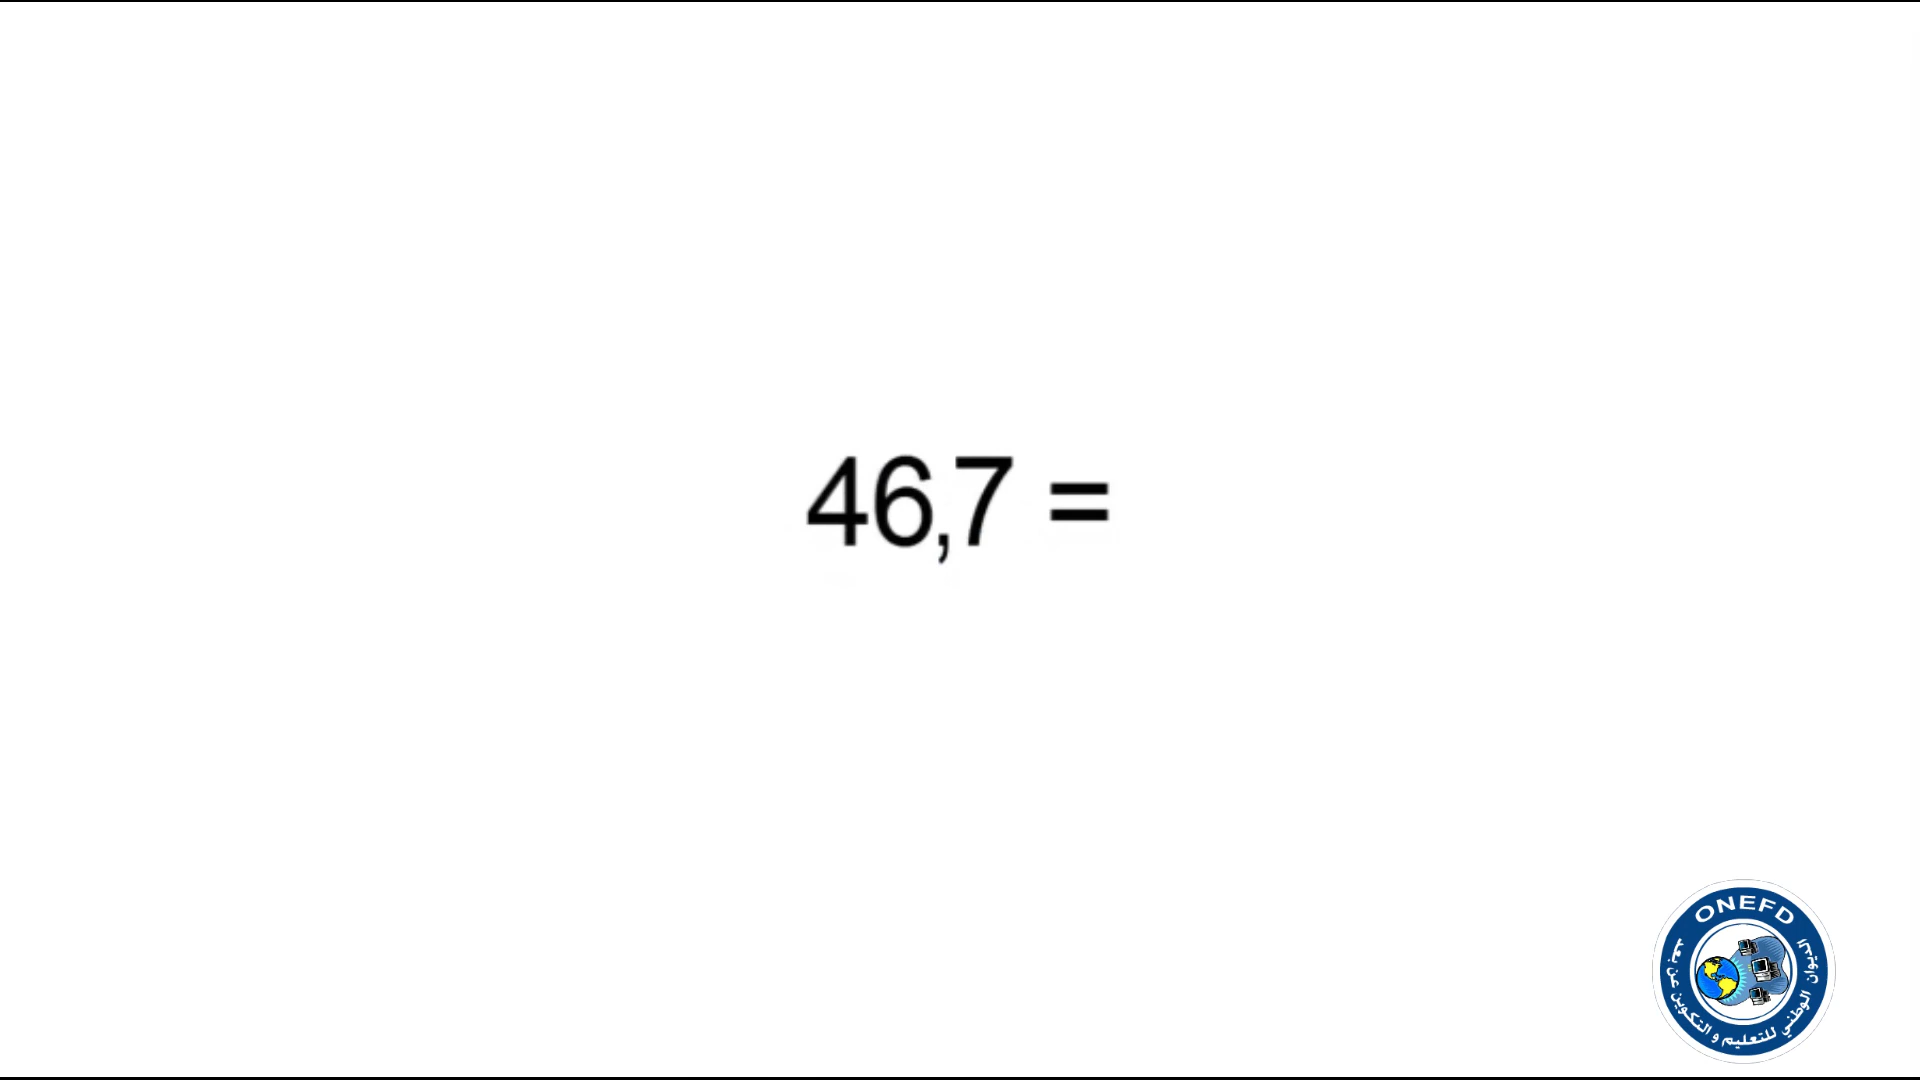 46,7 =
ONEFD
الديوان الوطني للتعليم و التكوين عن بعد